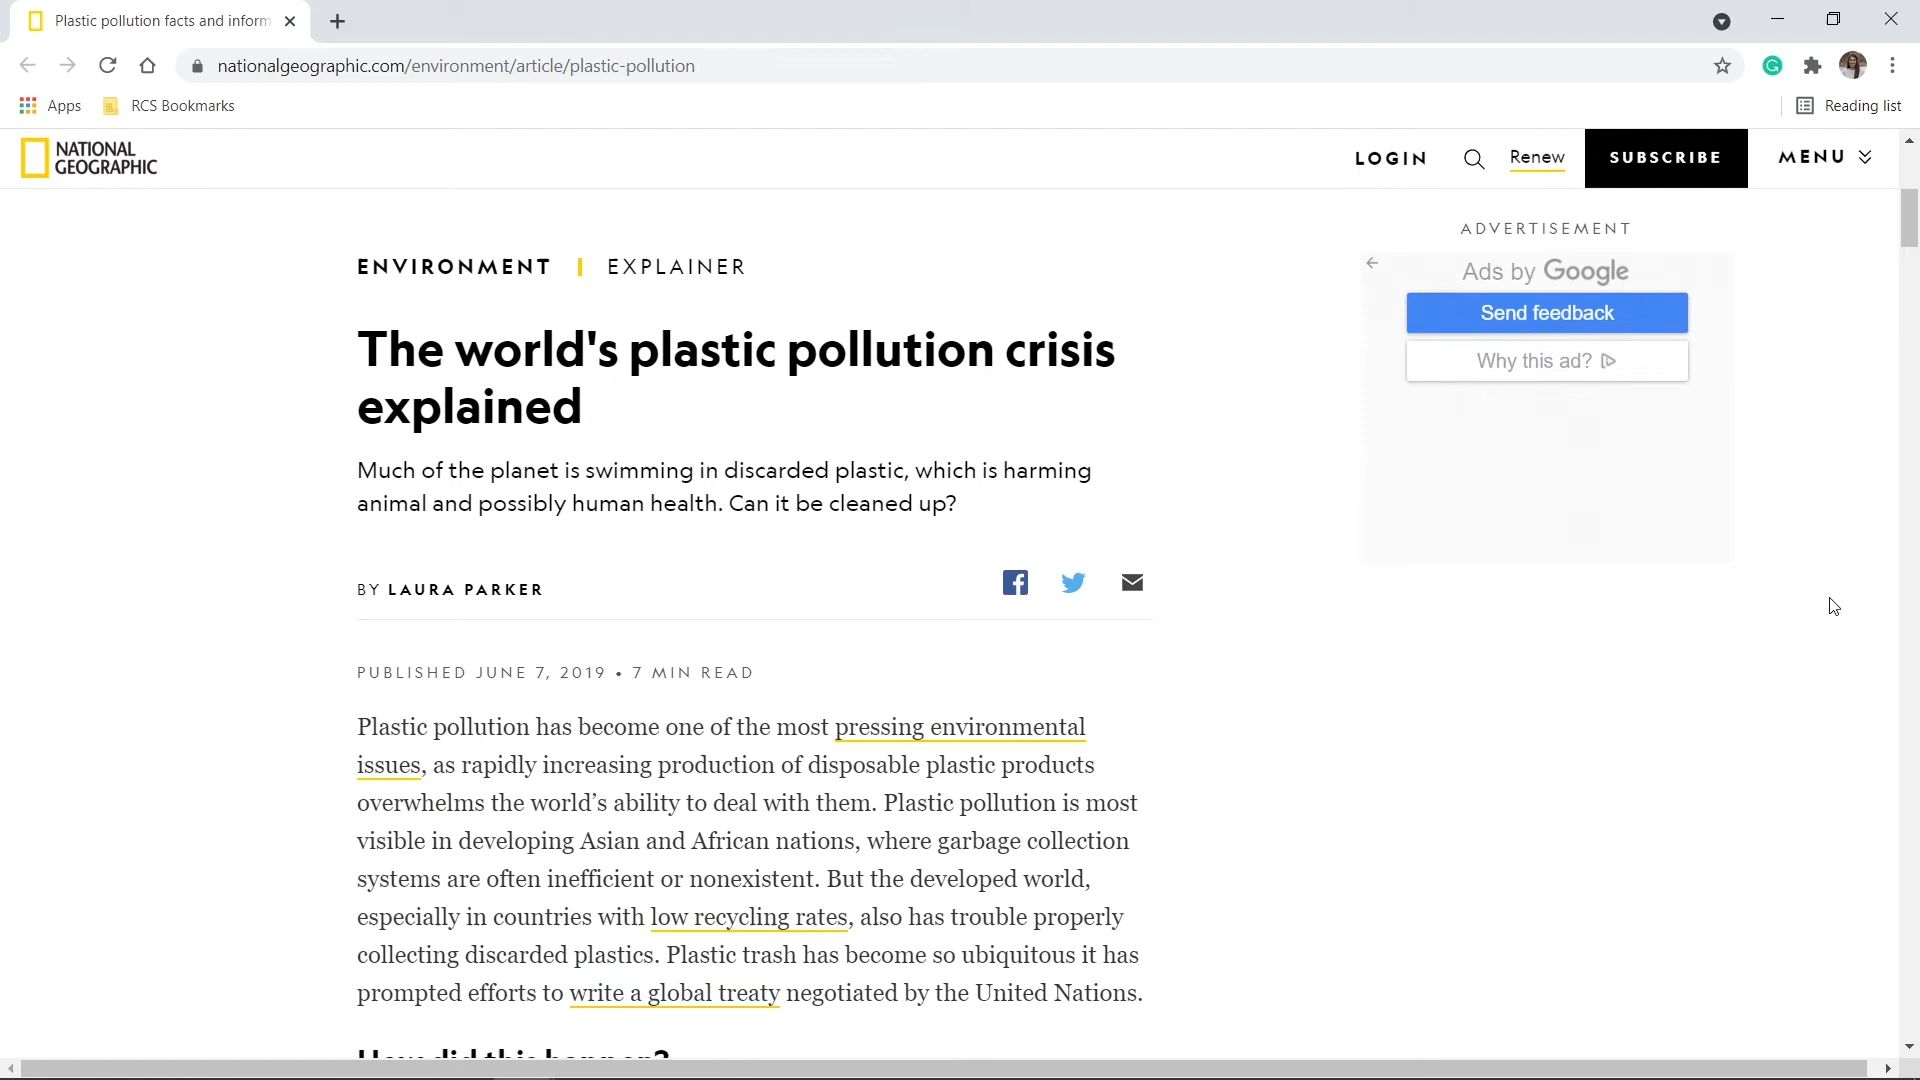 Plastic pollution facts and inform
nationalgeographic.com/environment/article/plastic-pollution
Apps
RCS Bookmarks
Reading list
NATIONAL
GEOGRAPHIC
LOGIN
Renew
SUBSCRIBE
MENU
ADVERTISEMENT
Ads by Google
Send feedback
Why this ad?
ENVIRONMENT | EXPLAINER
The world's plastic pollution crisis
explained
Much of the planet is swimming in discarded plastic, which is harming
animal and possibly human health. Can it be cleaned up?
BY LAURA PARKER
PUBLISHED JUNE 7, 2019 • 7 MIN READ
Plastic pollution has become one of the most pressing environmental
issues, as rapidly increasing production of disposable plastic products
overwhelms the world’s ability to deal with them. Plastic pollution is most
visible in developing Asian and African nations, where garbage collection
systems are often inefficient or nonexistent. But the developed world,
especially in countries with low recycling rates, also has trouble properly
collecting discarded plastics. Plastic trash has become so ubiquitous it has
prompted efforts to write a global treaty negotiated by the United Nations.
How did this happen?